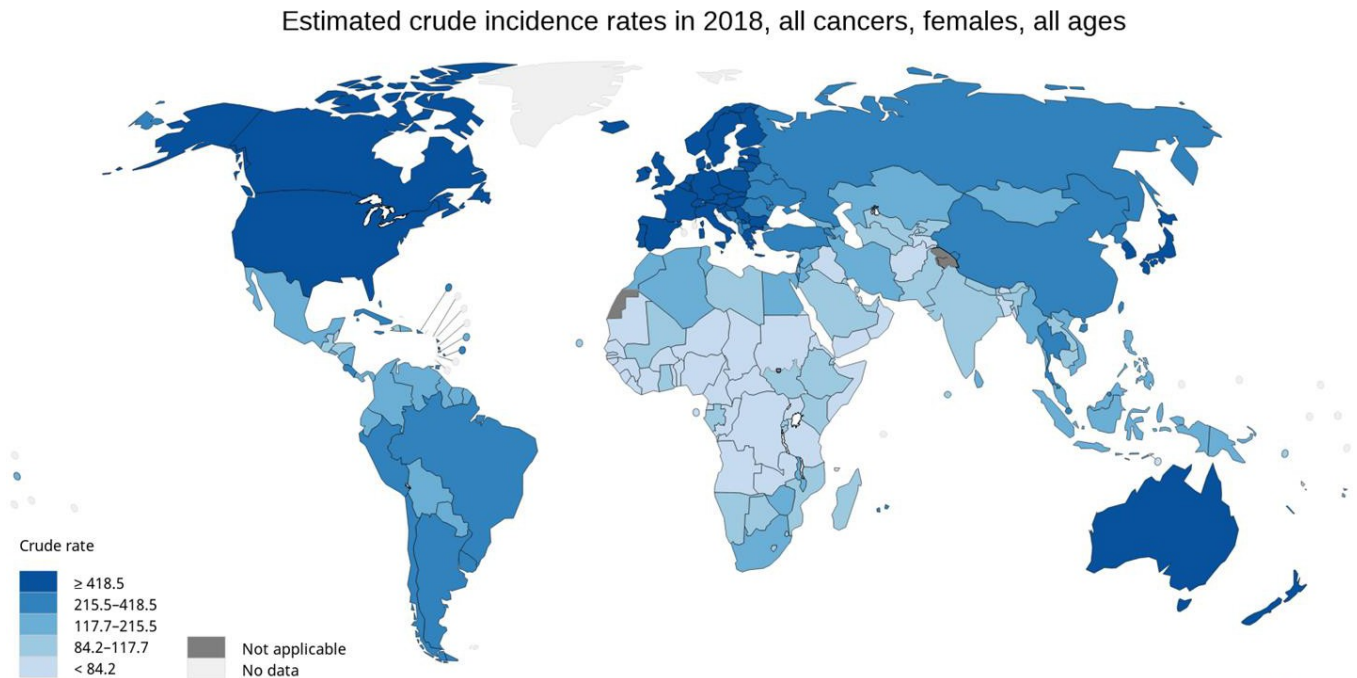 Estimated crude incidence rates in 2018, all cancers, females, all ages
Crude rate
≥ 418.5
215.5–418.5
117.7–215.5
84.2–117.7
< 84.2
Not applicable
No data